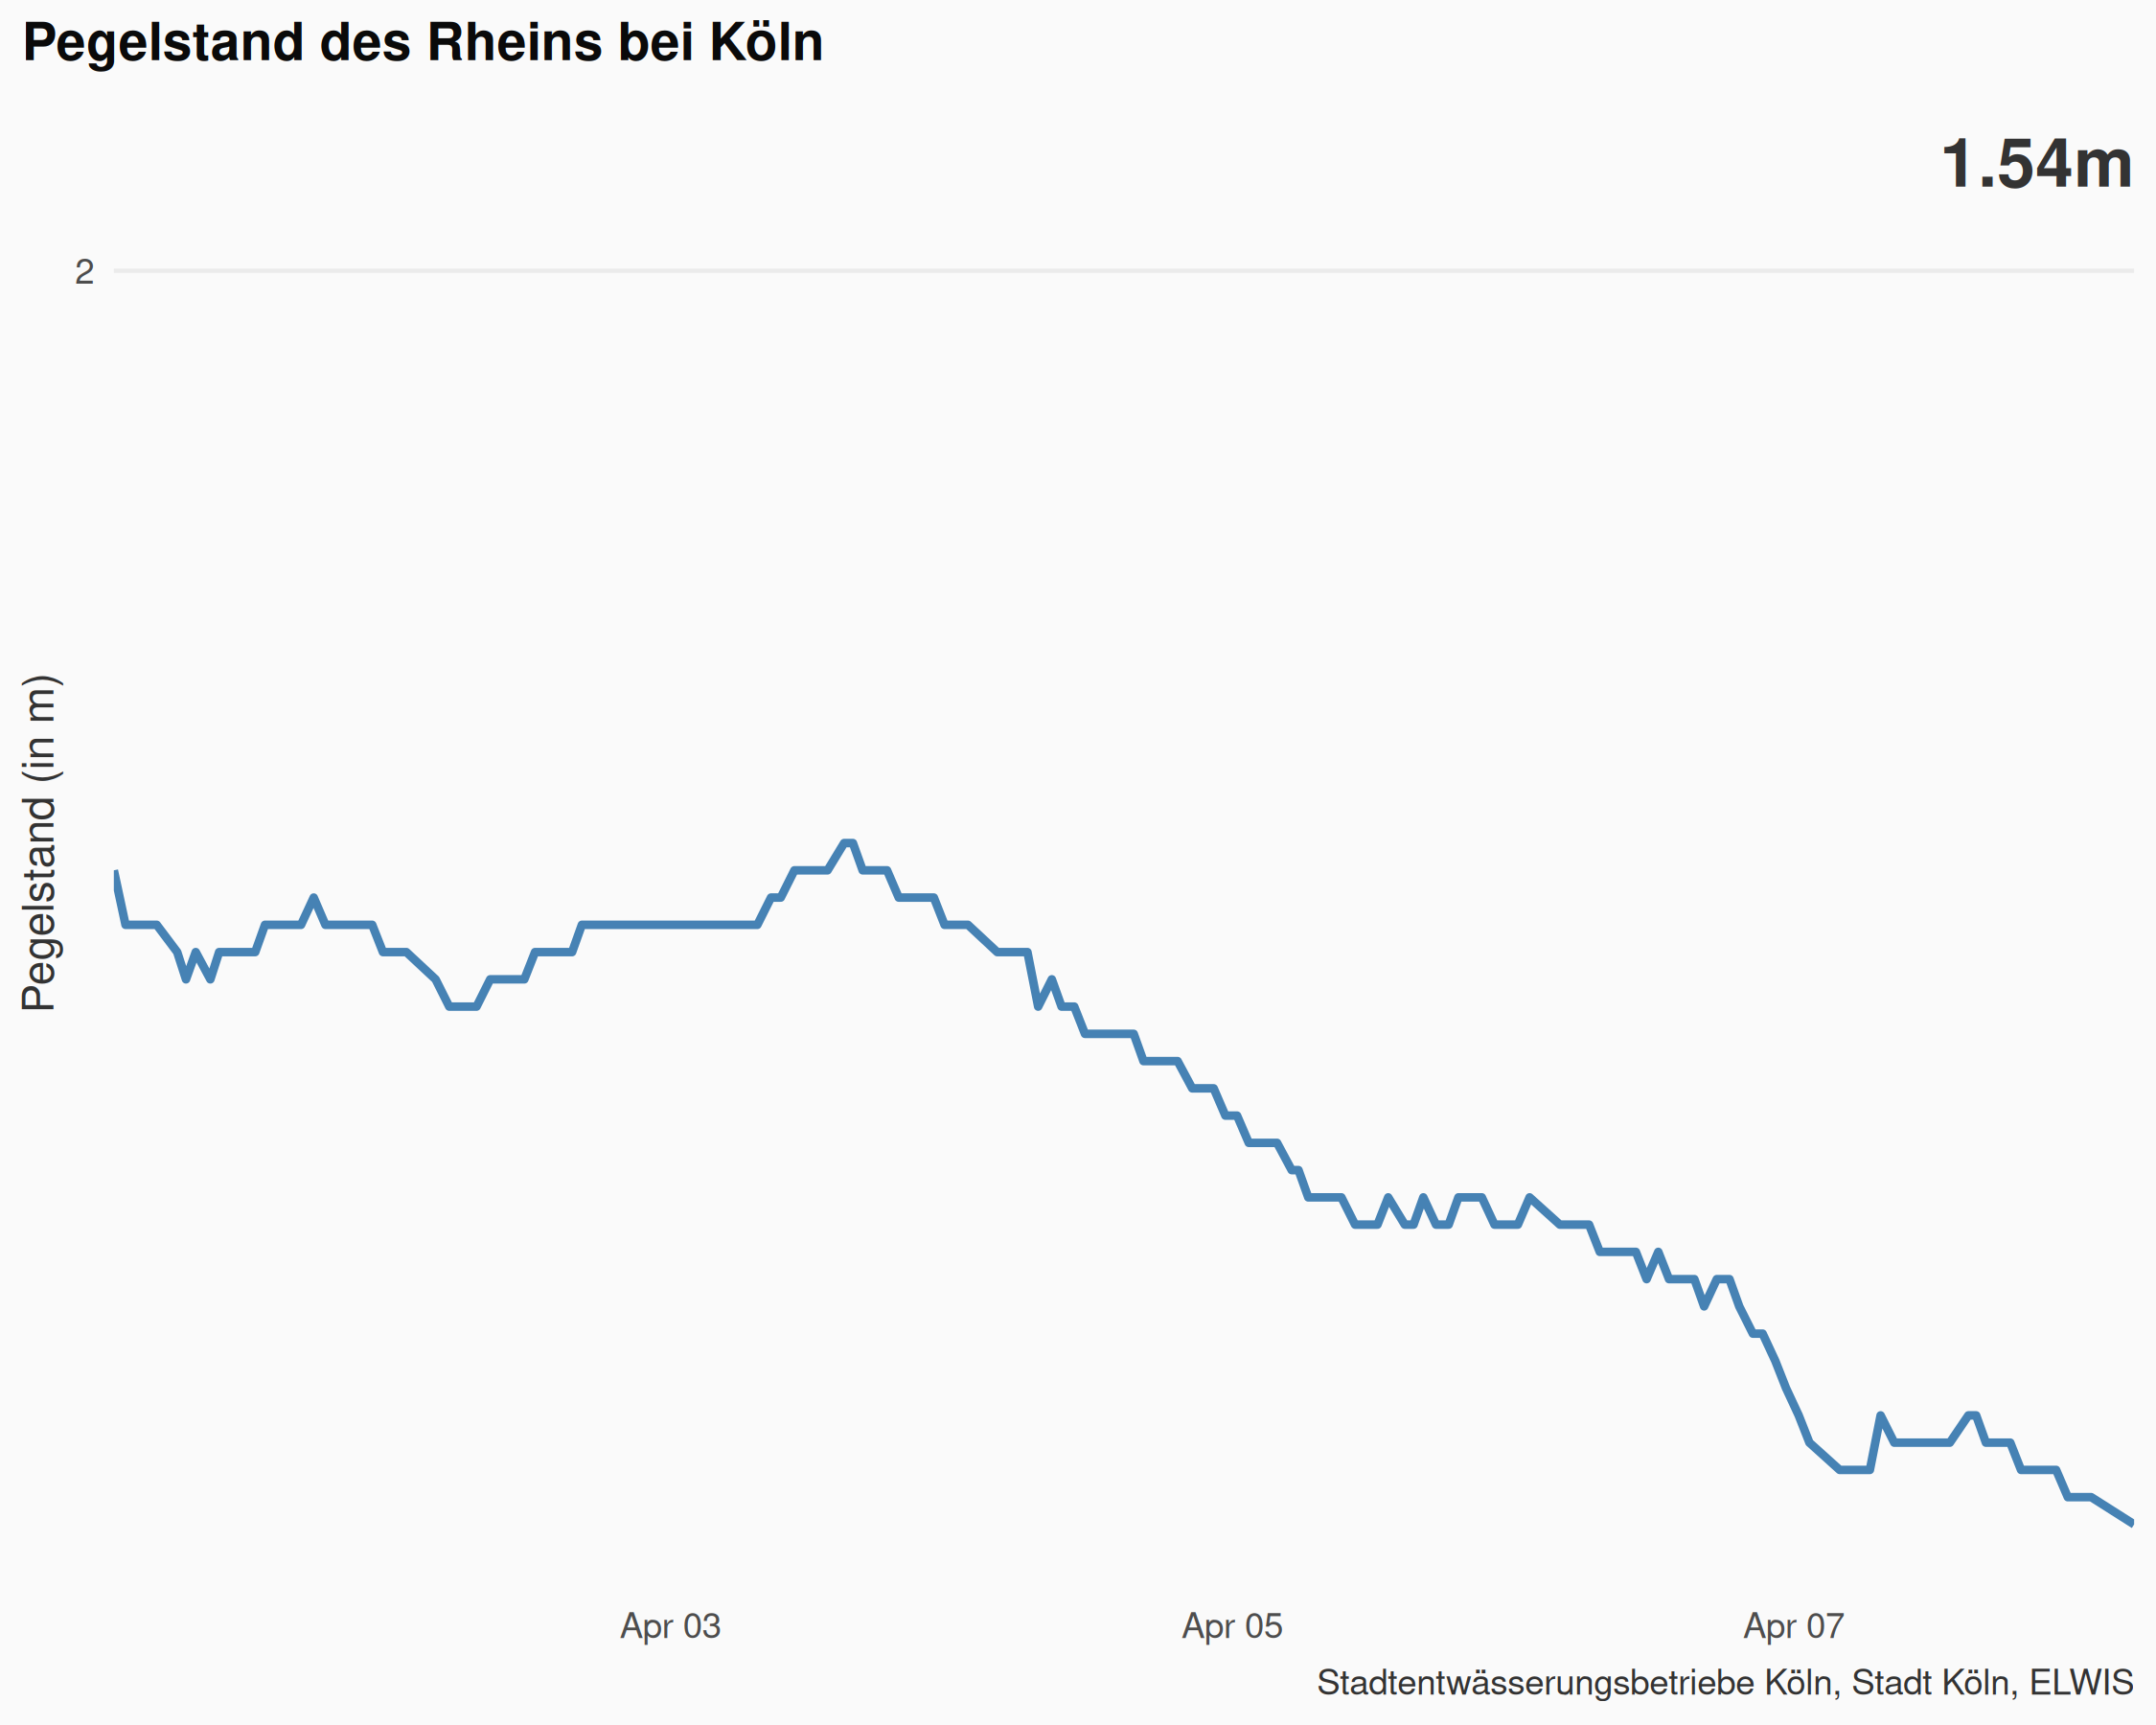 Pegelstand des Rheins bei Köln
1.54m
2
Pegelstand (in m)
Apr 03 Apr 05 Apr 07
Stadtentwässerungsbetriebe Köln, Stadt Köln, ELWIS